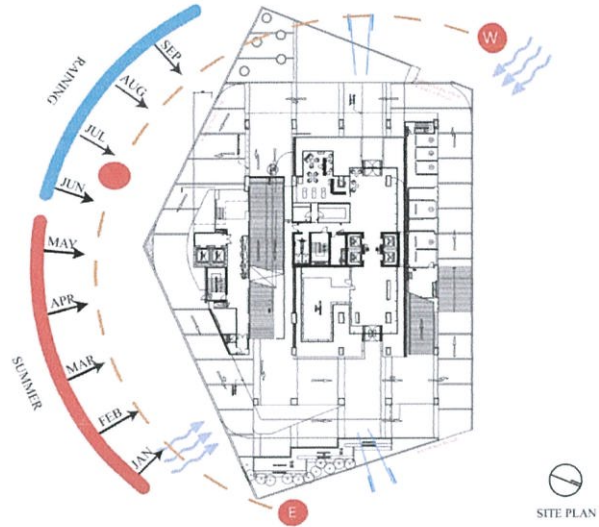 W
SEP
RAINING
AUG
JUL
JUN
MAY
APR
MAR
SUMMER
FEB
JAN
E
SITE PLAN